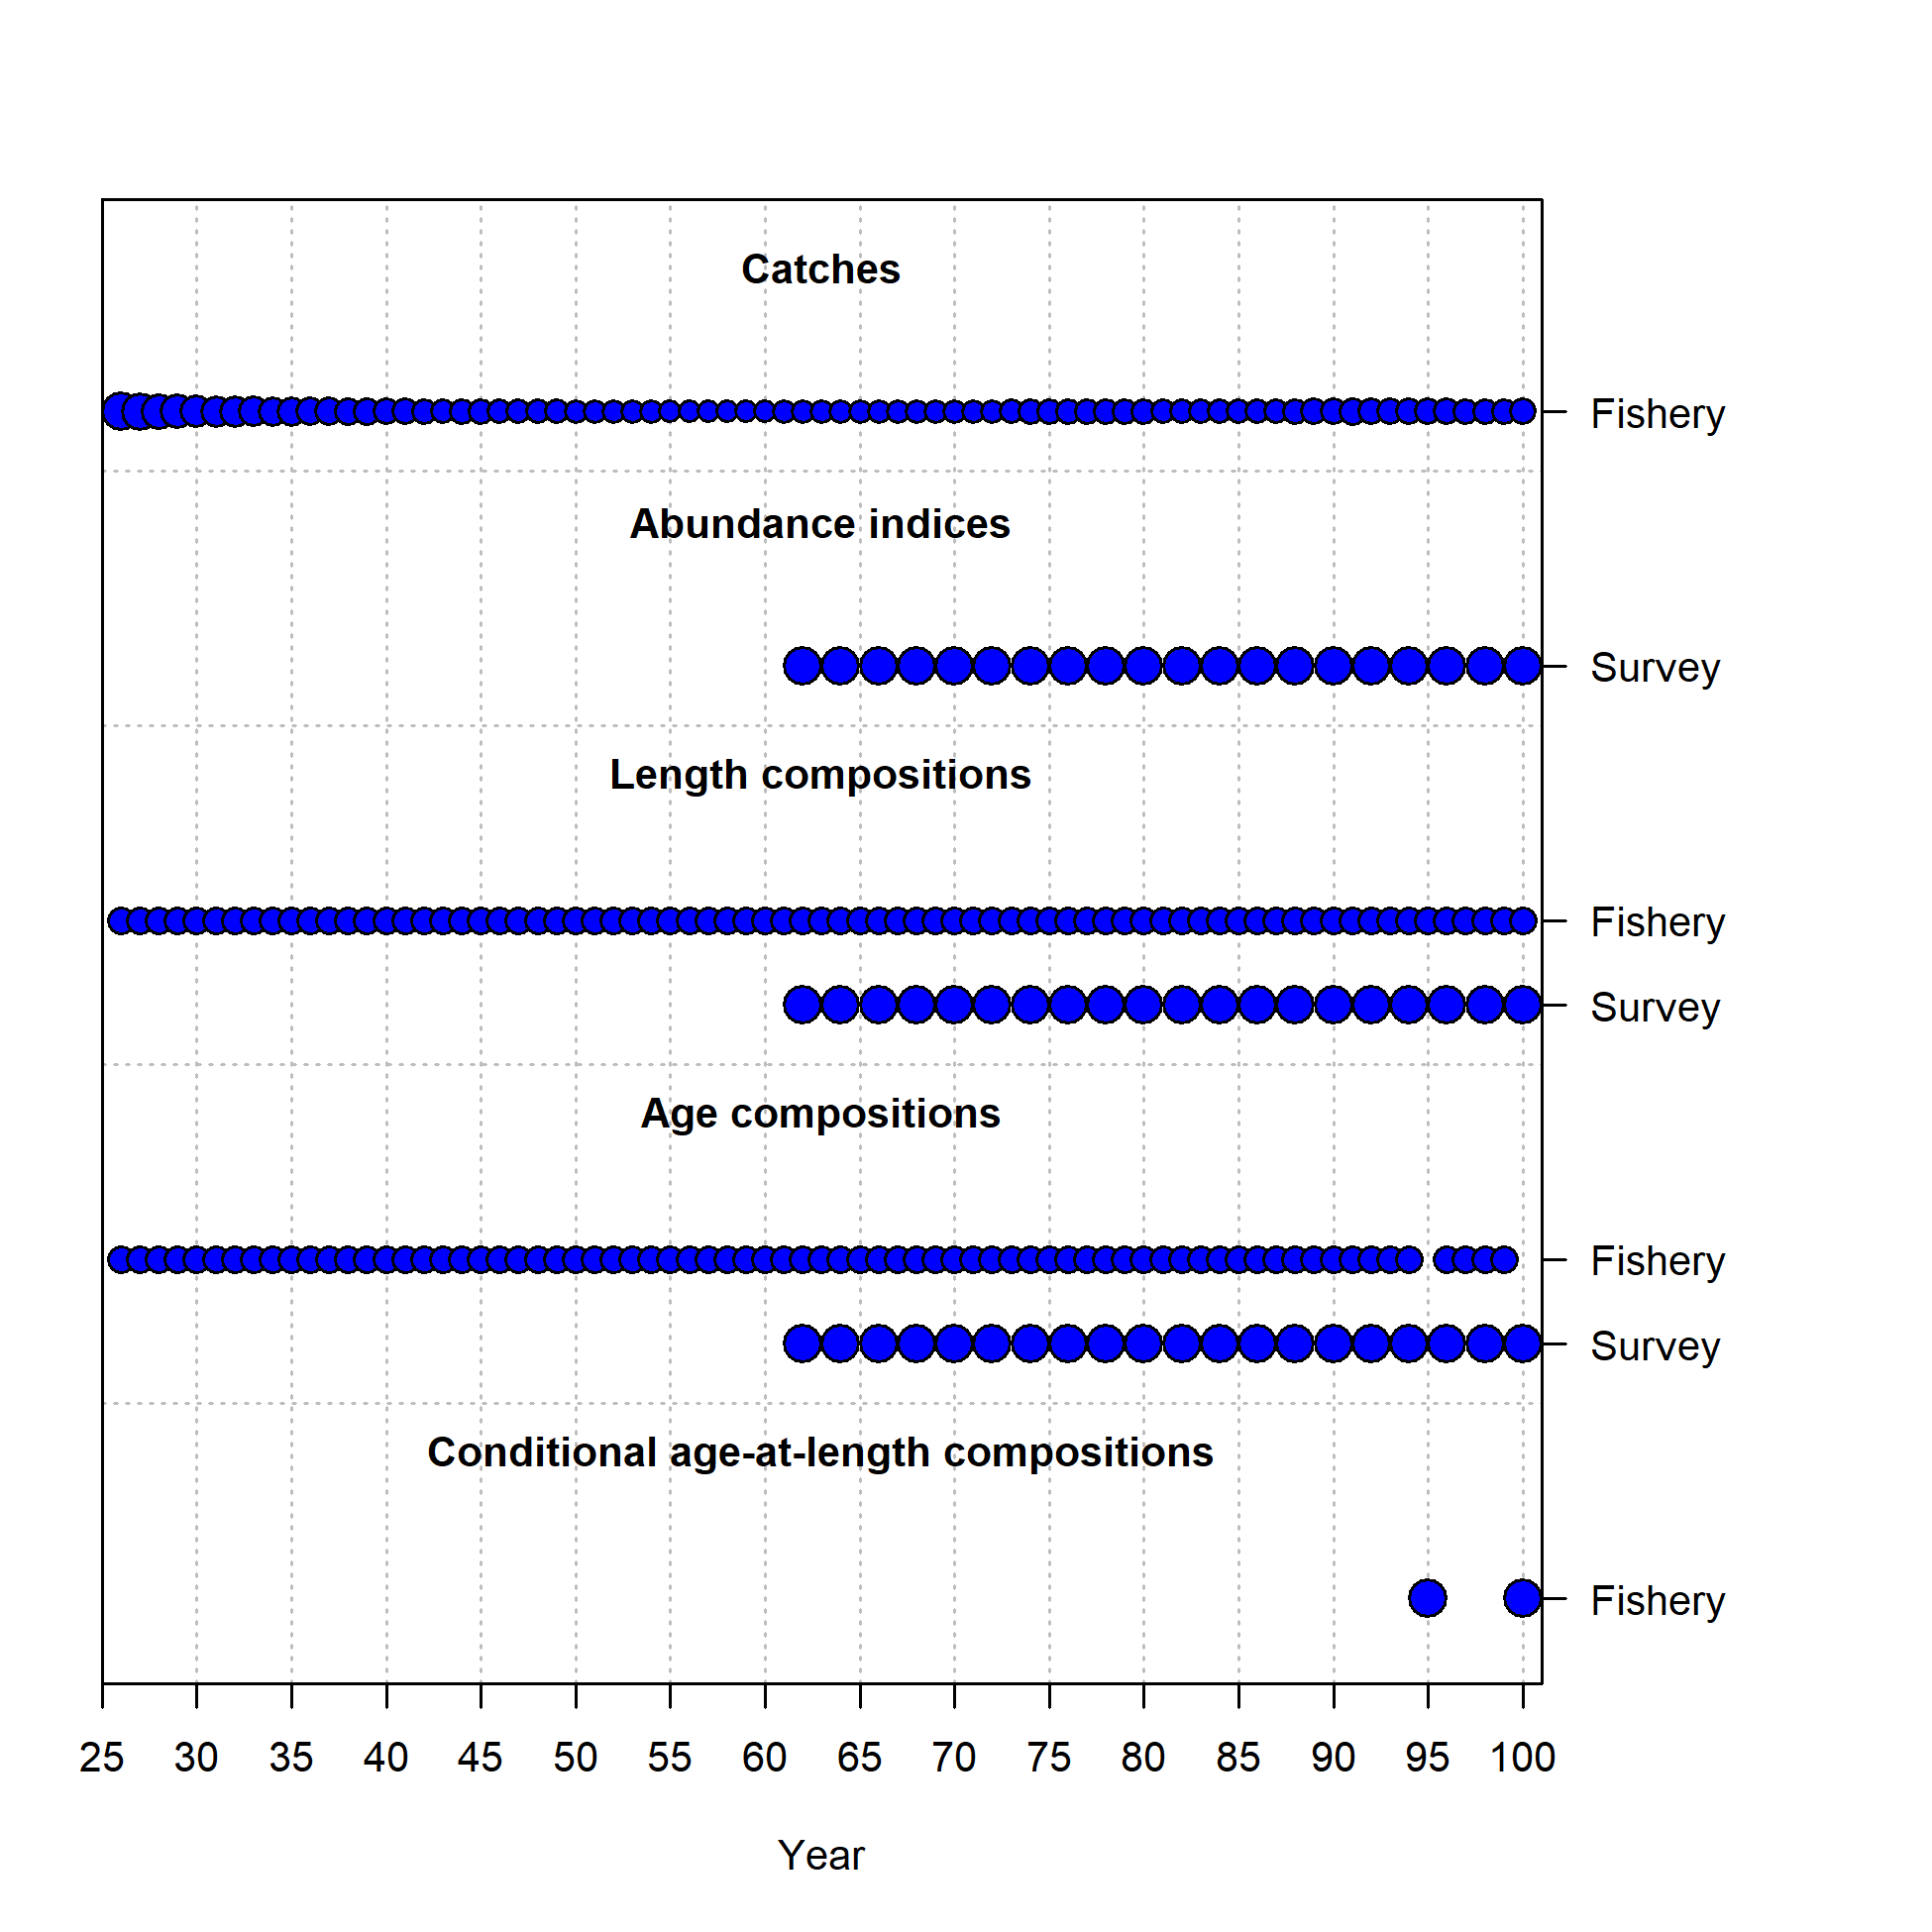 Catches
Fishery
Abundance indices
Survey
Length compositions
Fishery
Survey
Age compositions
Fishery
Survey
Conditional age-at-length compositions
Fishery
25 30 35 40 45 50 55 60 65 70 75 80 85 90 95 100
Year